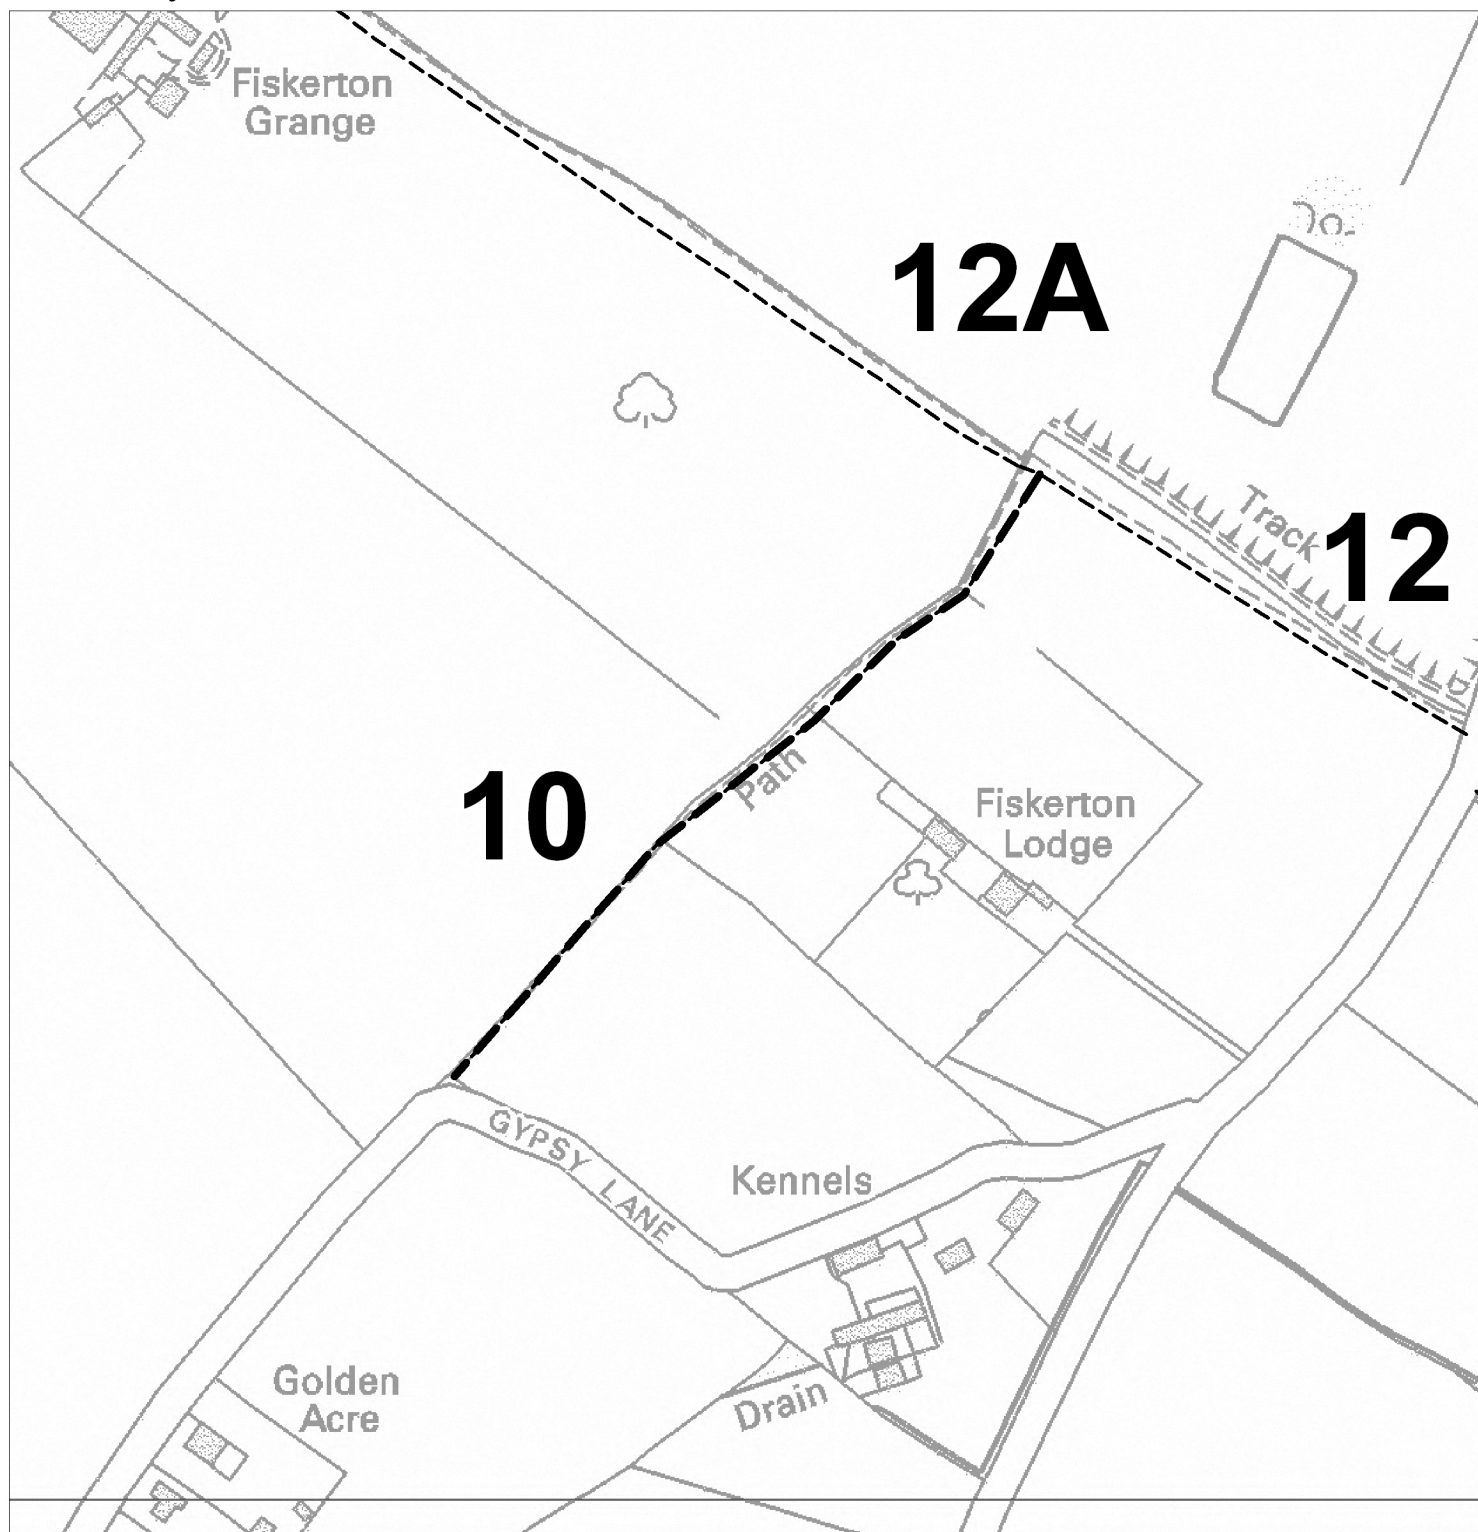 Fiskerton
Grange
12A
Track
12
10
Path
Fiskerton
Lodge
GYPSY LANE
Kennels
Golden
Acre
Drain